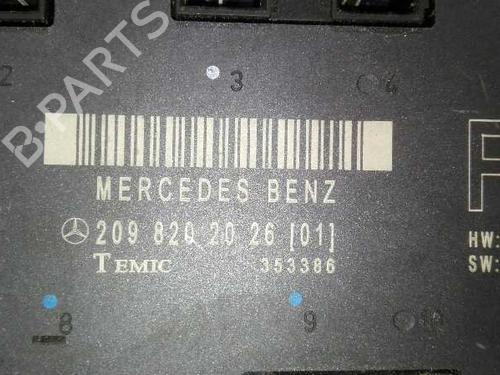 B-PARTS
2 3 4
MERCEDES BENZ
209 820 20 26 [01]
TEMIC 353386
HW:
SW:
8 9 10